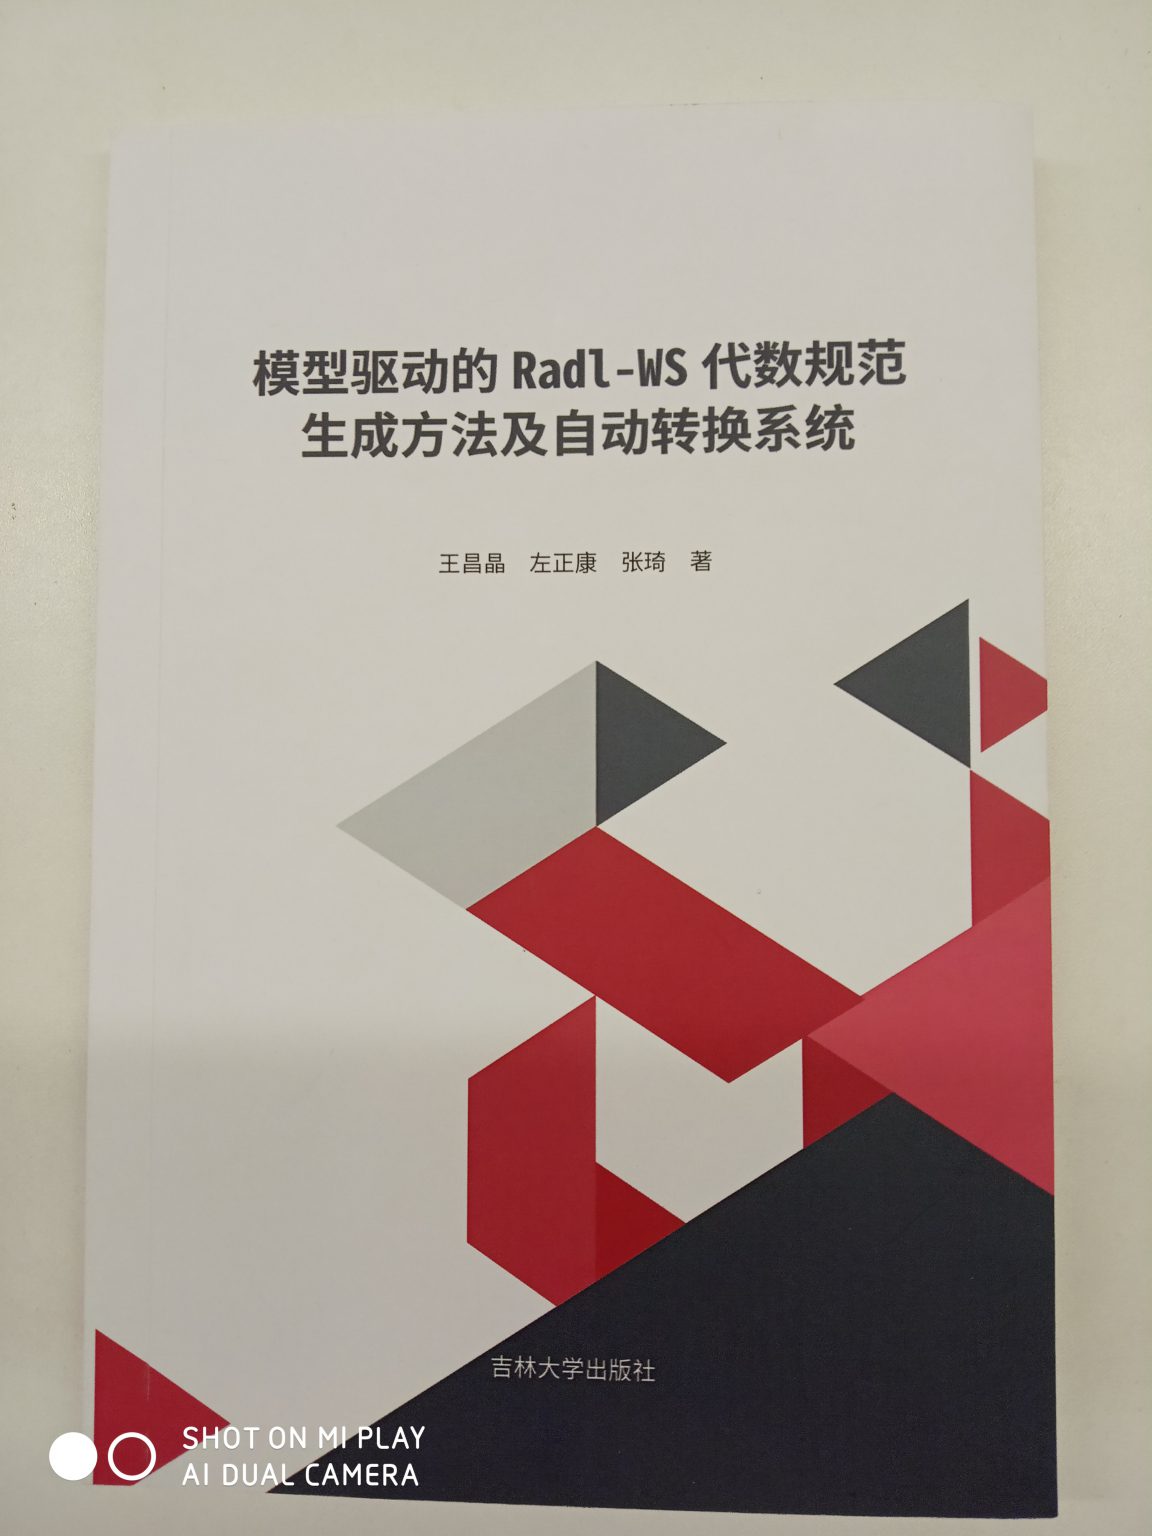 模型驱动的 Radl-WS 代数规范
生成方法及自动转换系统
王昌晶 左正康 张琦 著
吉林大学出版社
SHOT ON MI PLAY
AI DUAL CAMERA